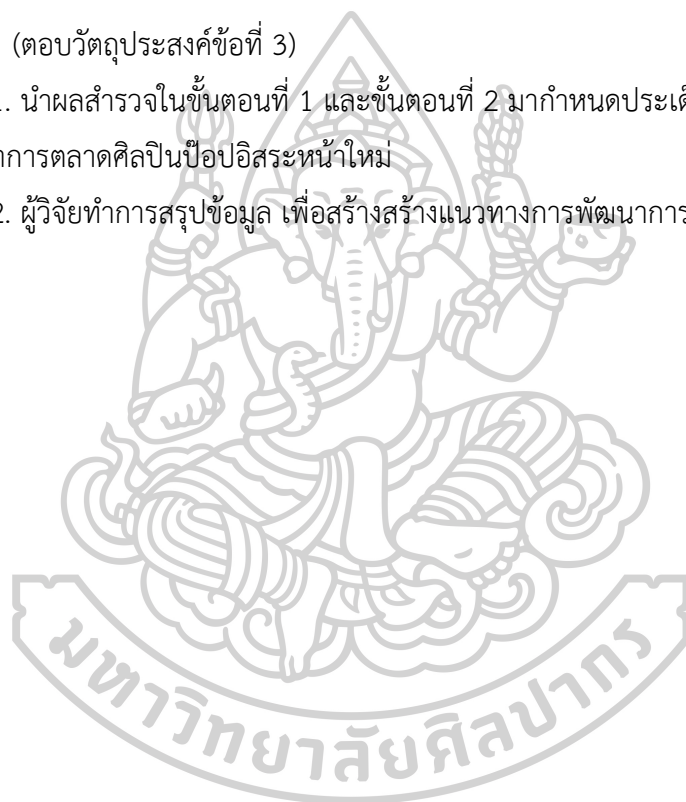 (ตอบวัตถุประสงค์ข้อที่ 3)
. นำผลสำรวจในขั้นตอนที่ 1 และขั้นตอนที่ 2 มากำหนดประเด
การตลาดศิลปินป๊อปอิสระหน้าใหม่
2. ผู้วิจัยทำการสรุปข้อมูล เพื่อสร้างสร้างแนวทางการพัฒนาการ
มหาวิทยาลัยศิลปากร